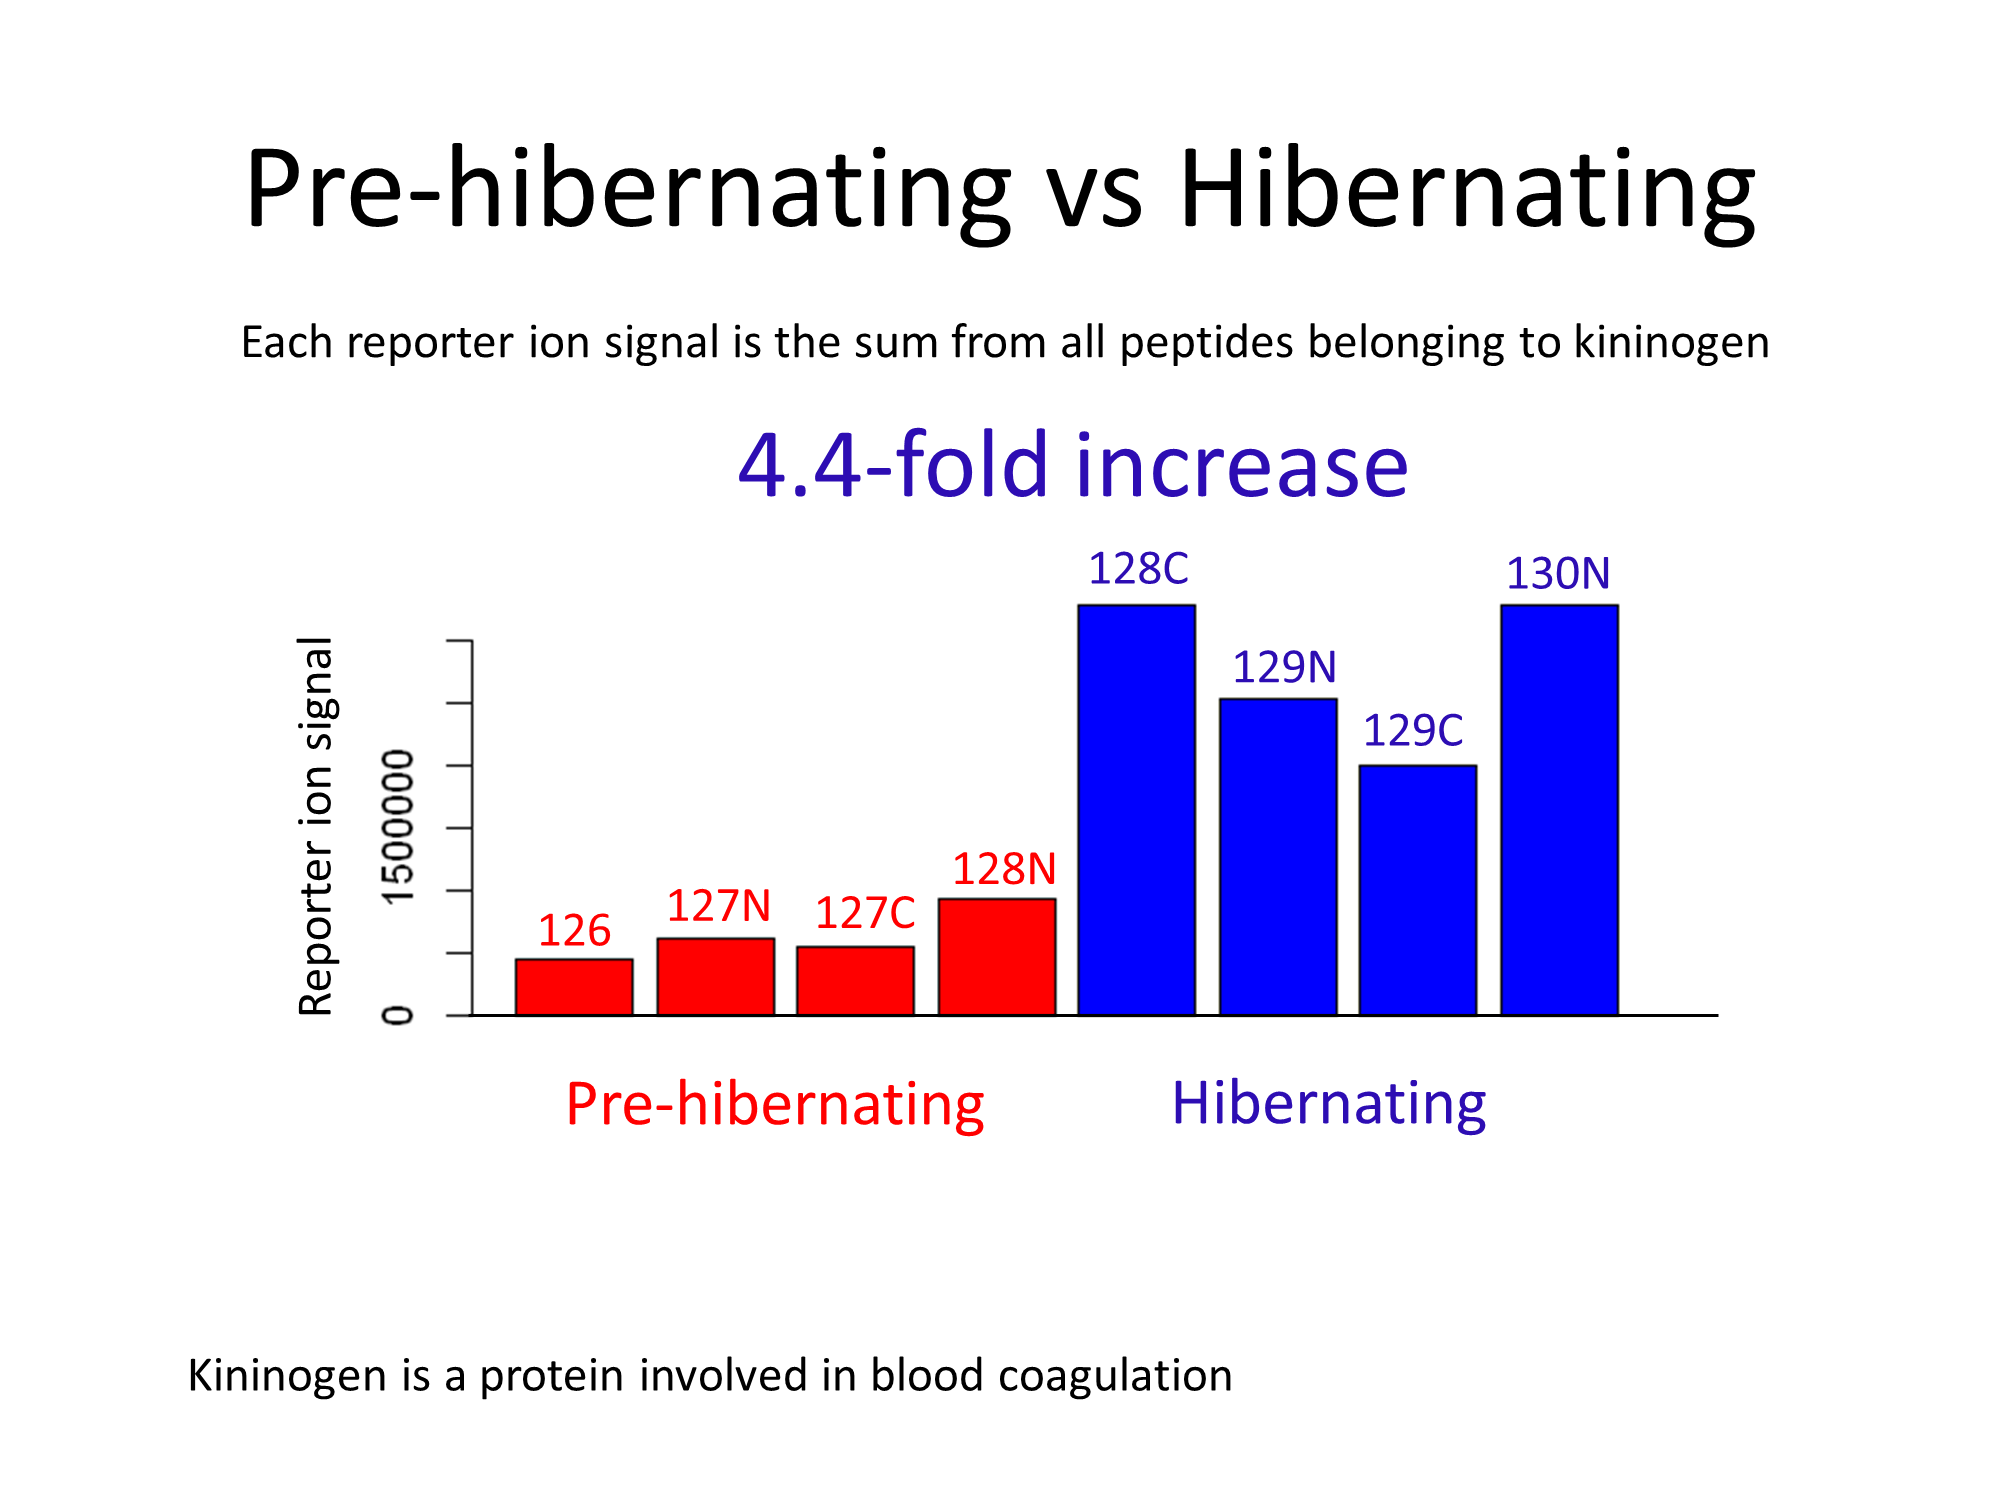 Pre-hibernating vs Hibernating
Each reporter ion signal is the sum from all peptides belonging to kininogen
4.4-fold increase
Reporter ion signal
0
1500000
126
127N
127C
128N
128C
129N
129C
130N
Pre-hibernating
Hibernating
Kininogen is a protein involved in blood coagulation